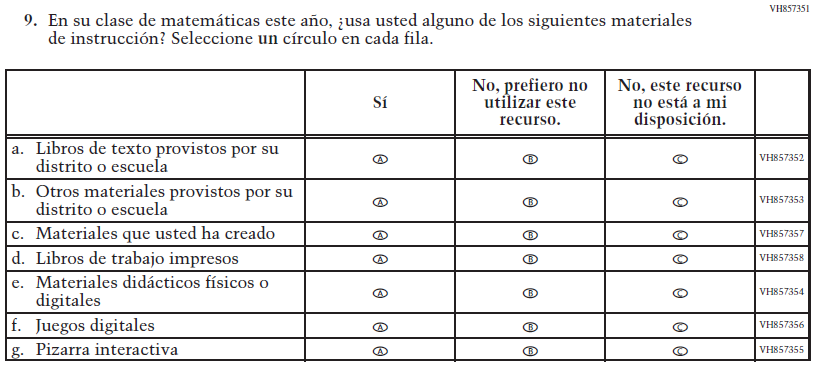 VH857351
9. En su clase de matemáticas este año, ¿usa usted alguno de los siguientes materiales
de instrucción? Seleccione un círculo en cada fila.
Sí
No, prefiero no
utilizar este
recurso.
No, este recurso
no está a mi
disposición.
a. Libros de texto provistos por su
distrito o escuela
A B C VH857352
b. Otros materiales provistos por su
distrito o escuela
A B C VH857353
c. Materiales que usted ha creado A B C VH857357
d. Libros de trabajo impresos A B C VH857358
e. Materiales didácticos físicos o
digitales
A B C VH857354
f. Juegos digitales A B C VH857356
g. Pizarra interactiva A B C VH857355